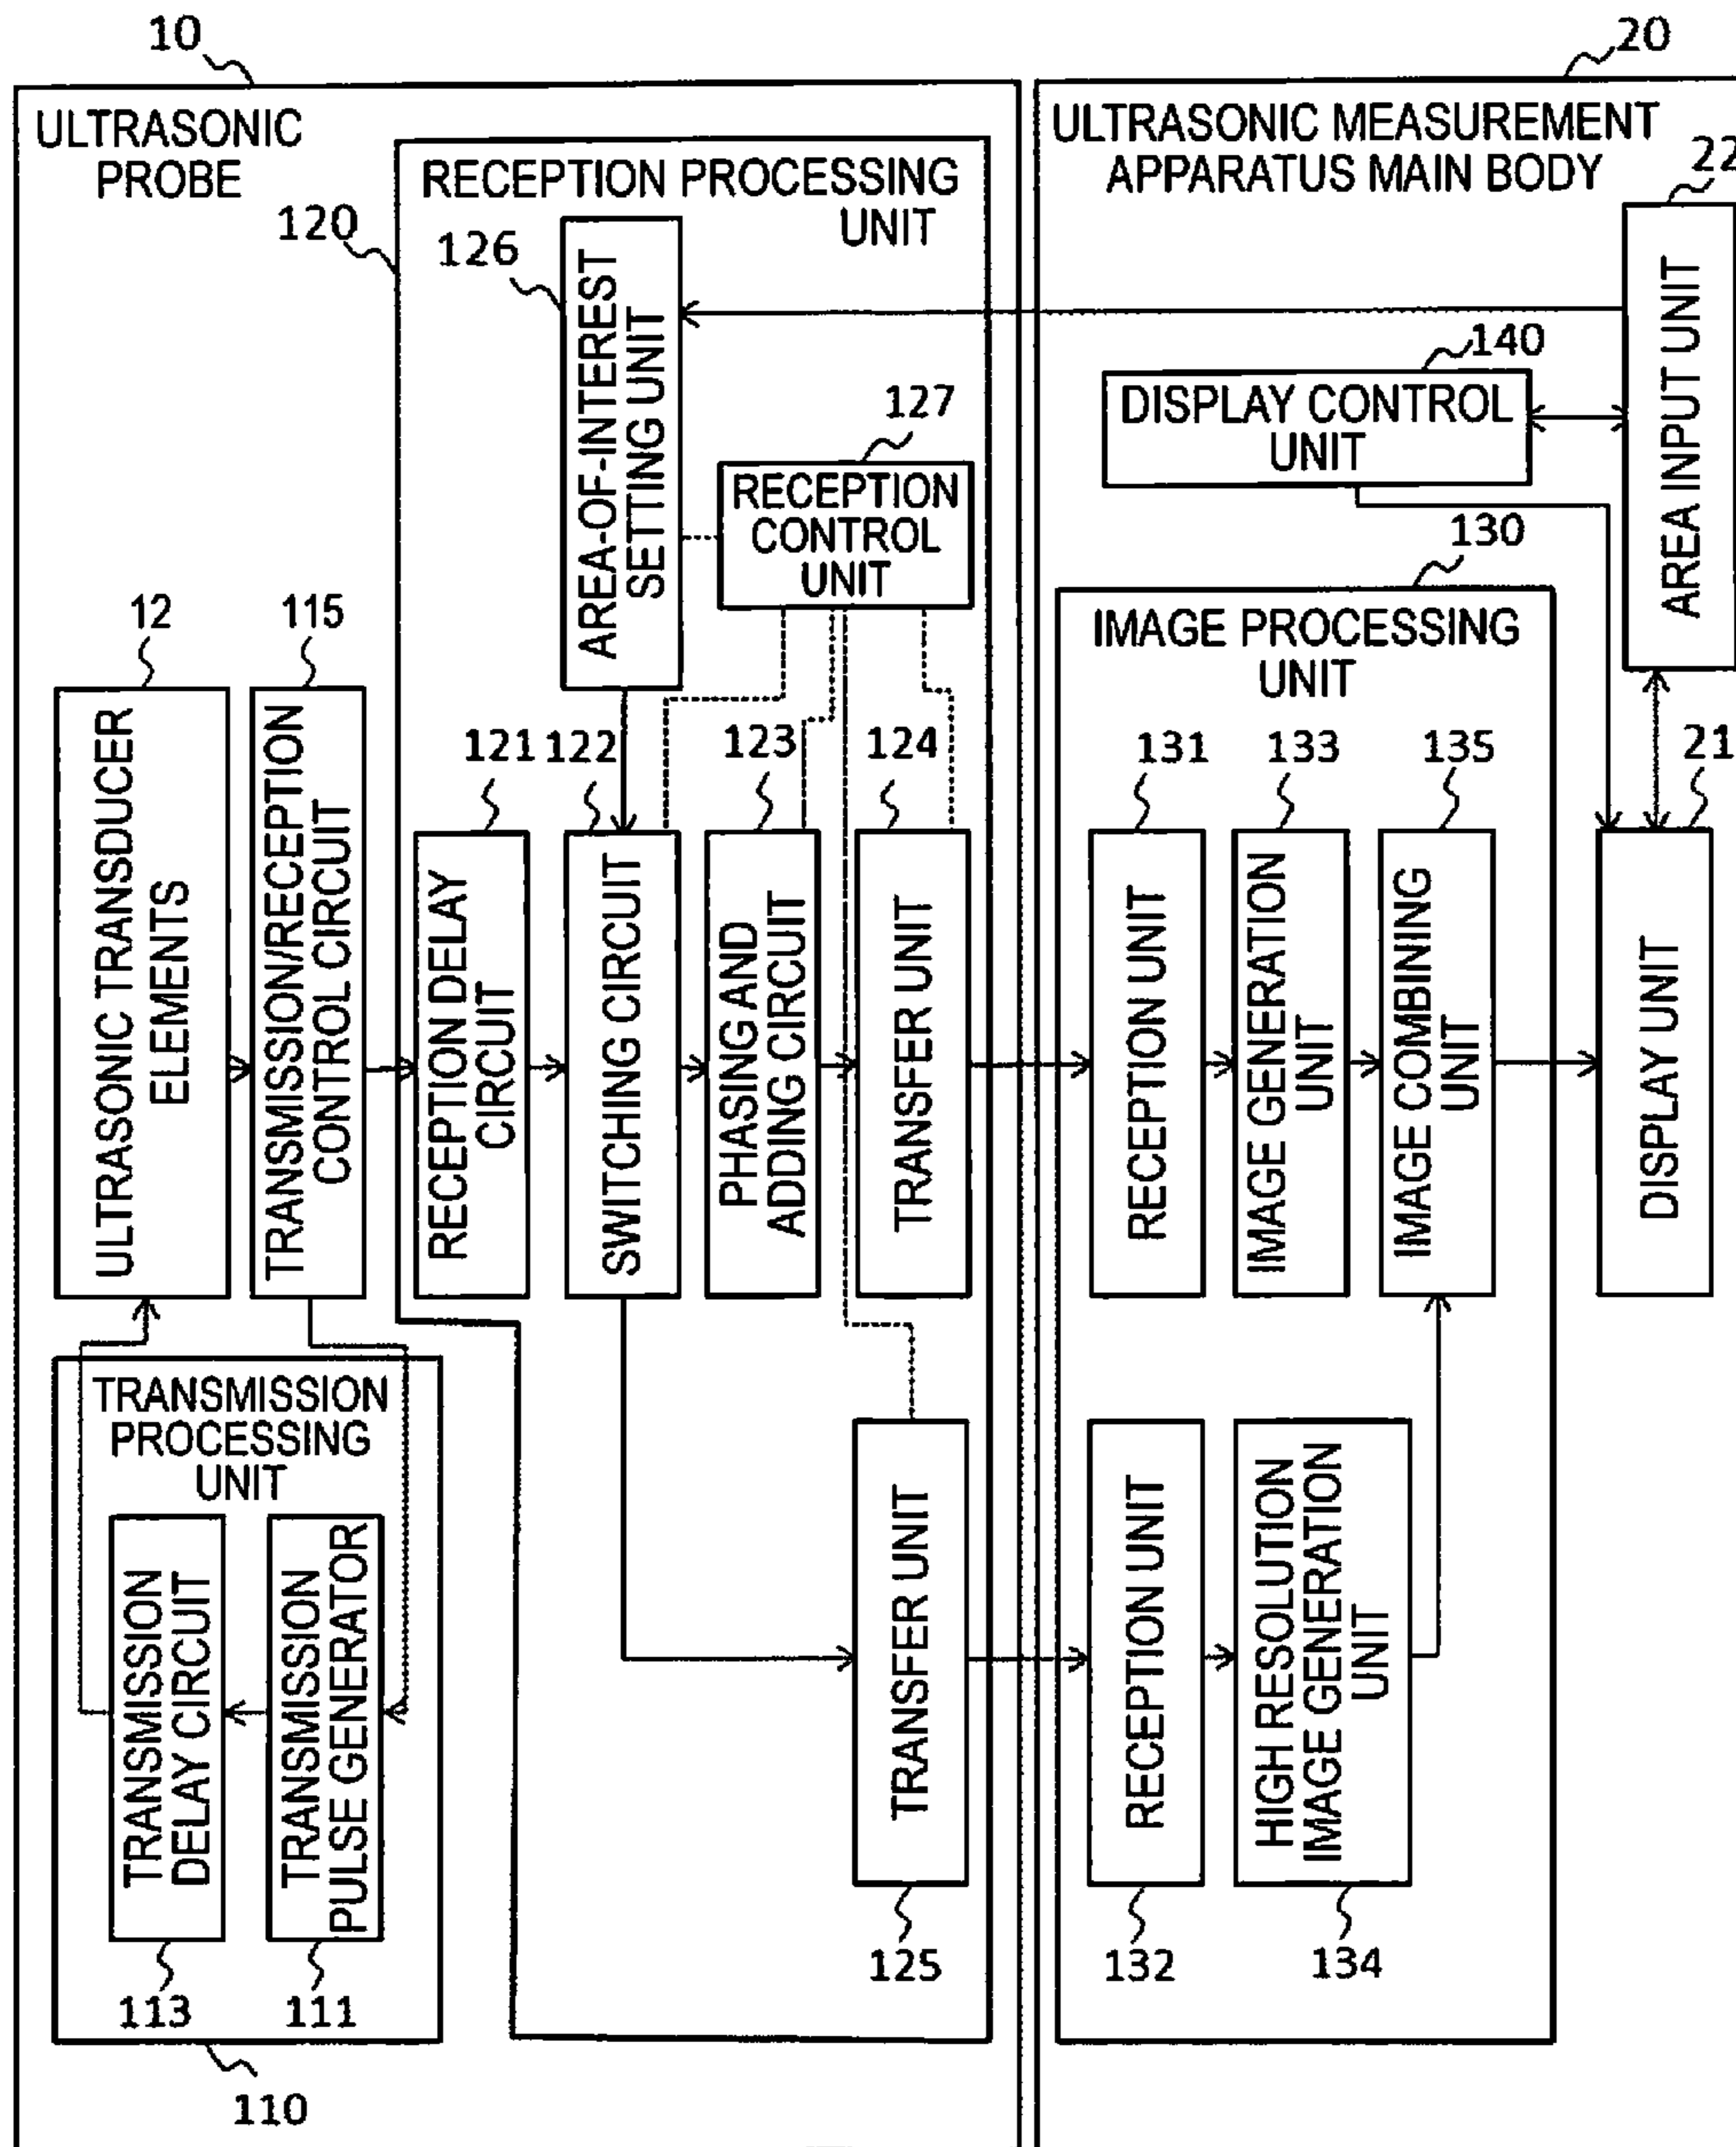 10
20
ULTRASONIC
PROBE
ULTRASONIC MEASUREMENT
APPARATUS MAIN BODY
22
120
RECEPTION PROCESSING
UNIT
126
AREA-OF-INTEREST
SETTING UNIT
AREA INPUT UNIT
140
DISPLAY CONTROL
UNIT
127
RECEPTION
CONTROL
UNIT
130
IMAGE PROCESSING
UNIT
12
115
121
122
123
124
131
133
135
21
ULTRASONIC TRANSDUCER
ELEMENTS
TRANSMISSION/RECEPTION
CONTROL CIRCUIT
RECEPTION DELAY
CIRCUIT
SWITCHING CIRCUIT
PHASING AND
ADDING CIRCUIT
TRANSFER UNIT
RECEPTION UNIT
IMAGE GENERATION
UNIT
IMAGE COMBINING
UNIT
DISPLAY UNIT
TRANSMISSION
PROCESSING
UNIT
TRANSMISSION
DELAY CIRCUIT
TRANSMISSION
PULSE GENERATOR
TRANSFER UNIT
RECEPTION UNIT
HIGH RESOLUTION
IMAGE GENERATION
UNIT
113
111
125
132
134
110